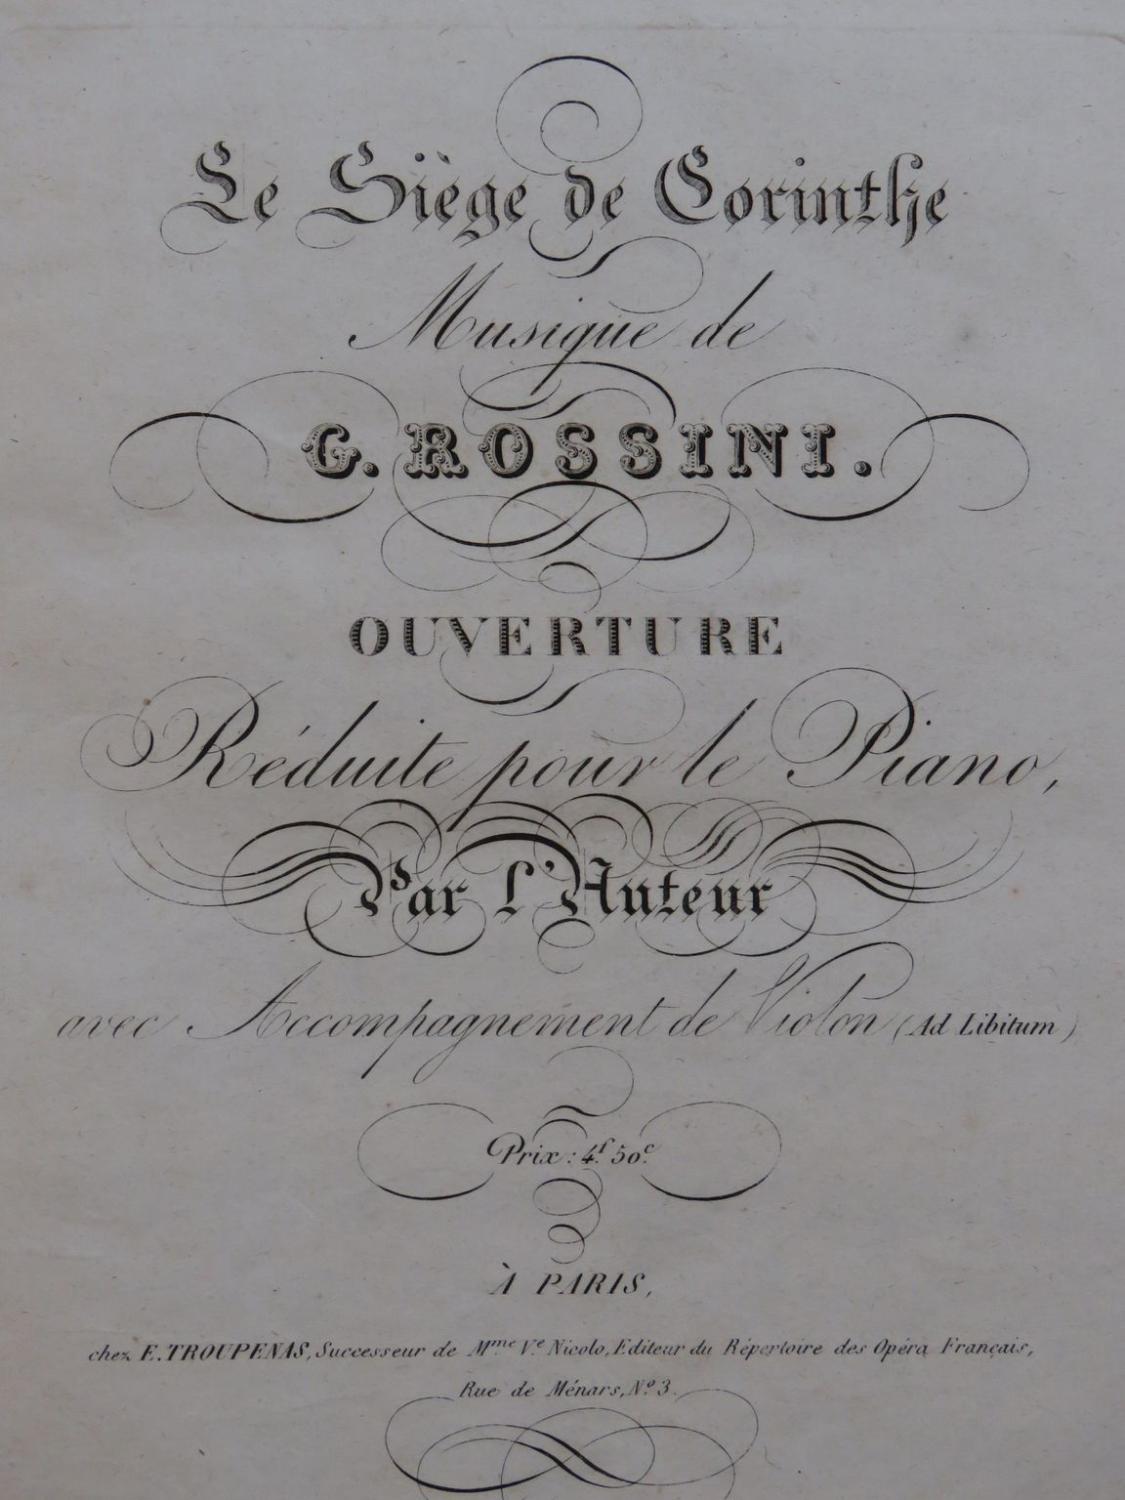 Le Siège de Corinthe
Musique de
G. ROSSINI.
OUVERTURE
Réduite pour le Piano,
Par L'Auteur
avec Accompagnement de Violon (Ad Libitum)
Prix: 4f. 50c.
À PARIS,
chez E. TROUPENAS, Successeur de Mme. Ve. Nicolo, Editeur du Répertoire des Opéra Français,
Rue de Ménars, No. 3.